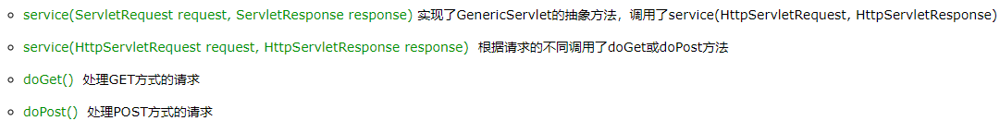 service(ServletRequest request, ServletResponse response) 实现了GenericServlet的抽象方法，调用了service(HttpServletRequest, HttpServletResponse)
service(HttpServletRequest request, HttpServletResponse response) 根据请求的不同调用了doGet或doPost方法
doGet() 处理GET方式的请求
doPost() 处理POST方式的请求